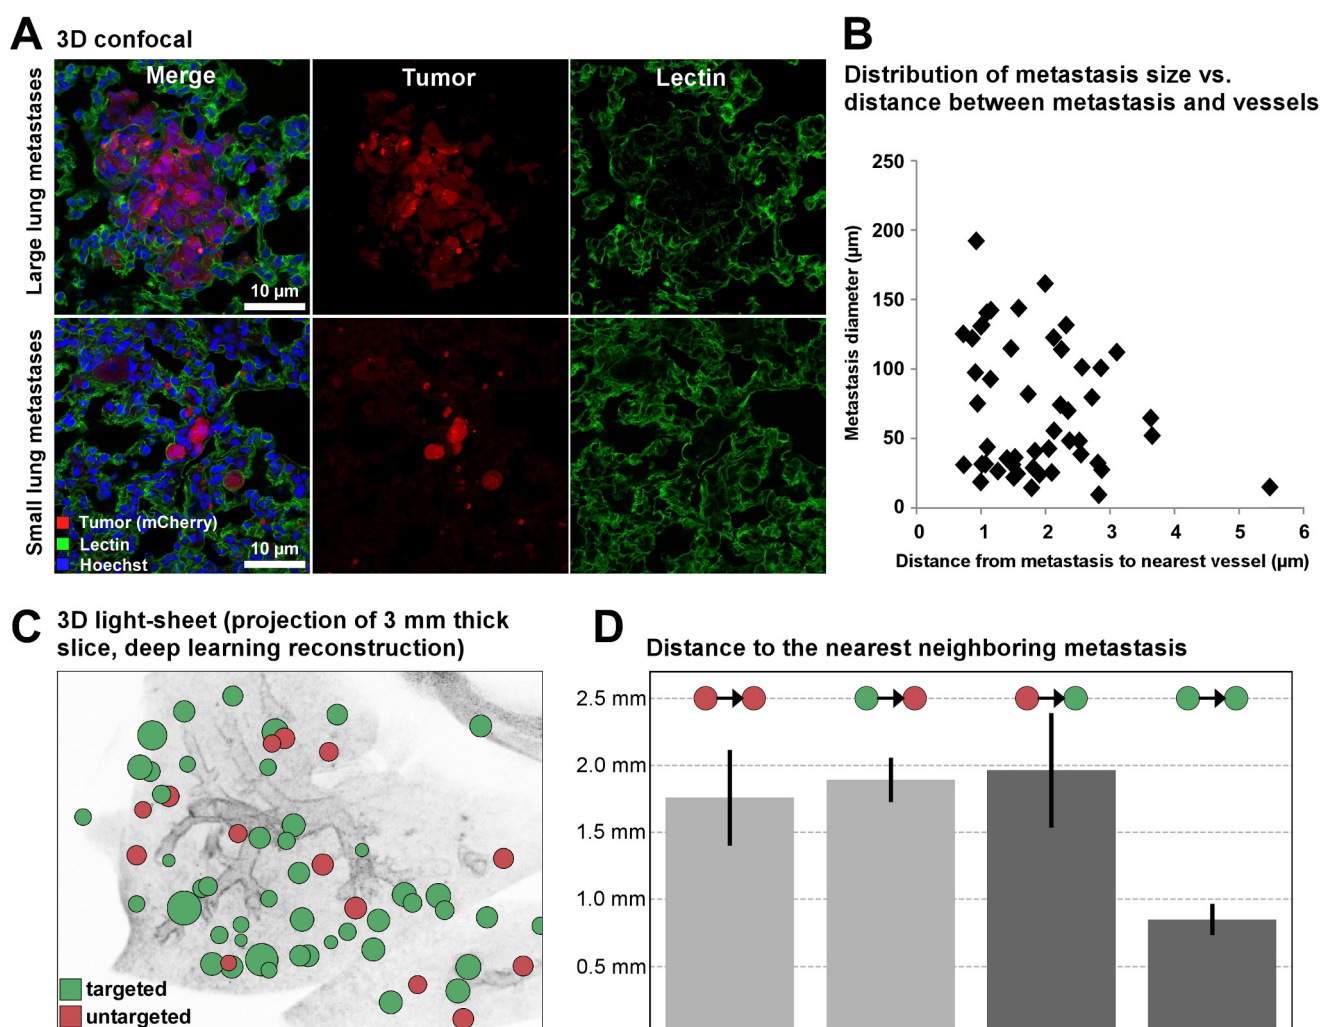 A 3D confocal
Merge Tumor Lectin
Large lung metastases
10 µm
Small lung metastases
Tumor (mCherry)
Lectin
Hoechst
10 µm
B
Distribution of metastasis size vs.
distance between metastasis and vessels
Metastasis diameter (µm)
250
200
150
100
50
0
0 1 2 3 4 5 6
Distance from metastasis to nearest vessel (µm)
C 3D light-sheet (projection of 3 mm thick
slice, deep learning reconstruction)
targeted
untargeted
D
Distance to the nearest neighboring metastasis
2.5 mm
2.0 mm
1.5 mm
1.0 mm
0.5 mm